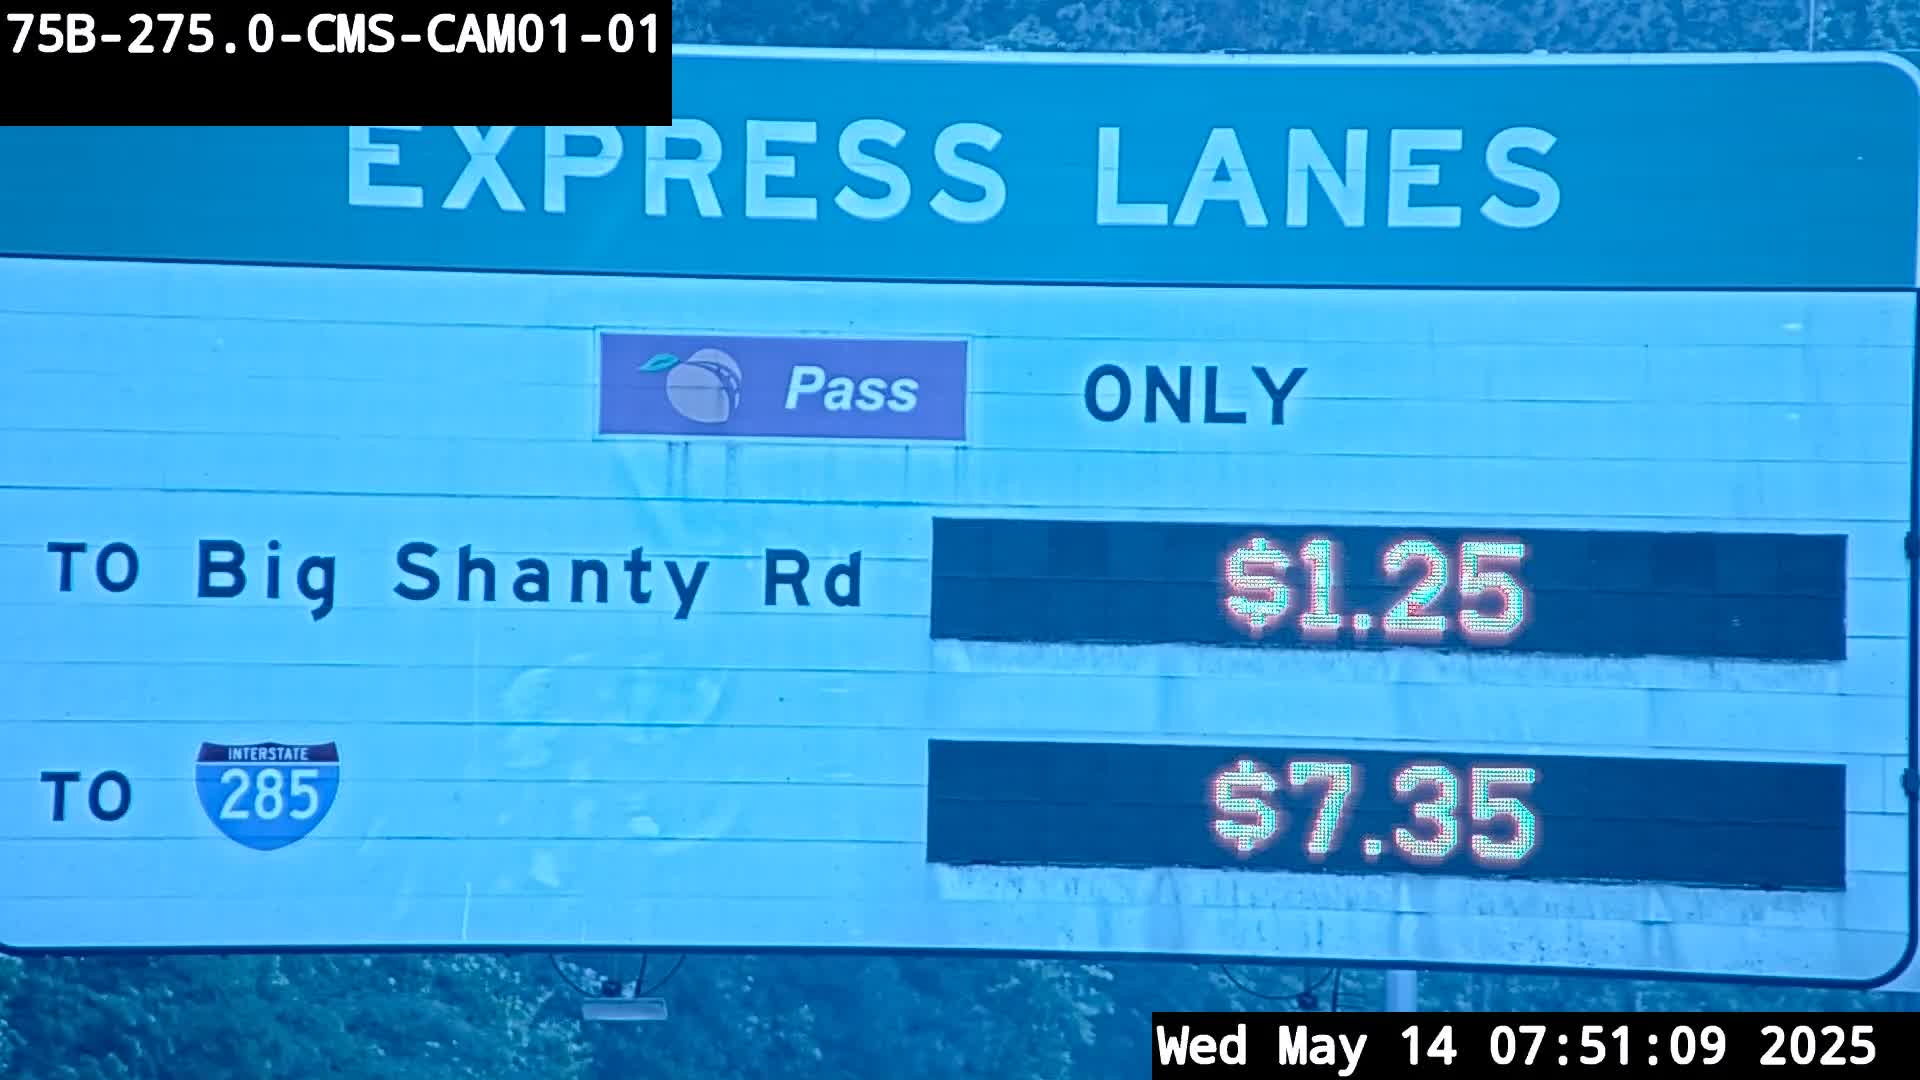 75B-275.0-CMS-CAM01-01
EXPRESS LANES
Pass ONLY
TO Big Shanty Rd $1.25
TO INTERSTATE 285 $7.35
Wed May 14 07:51:09 2025